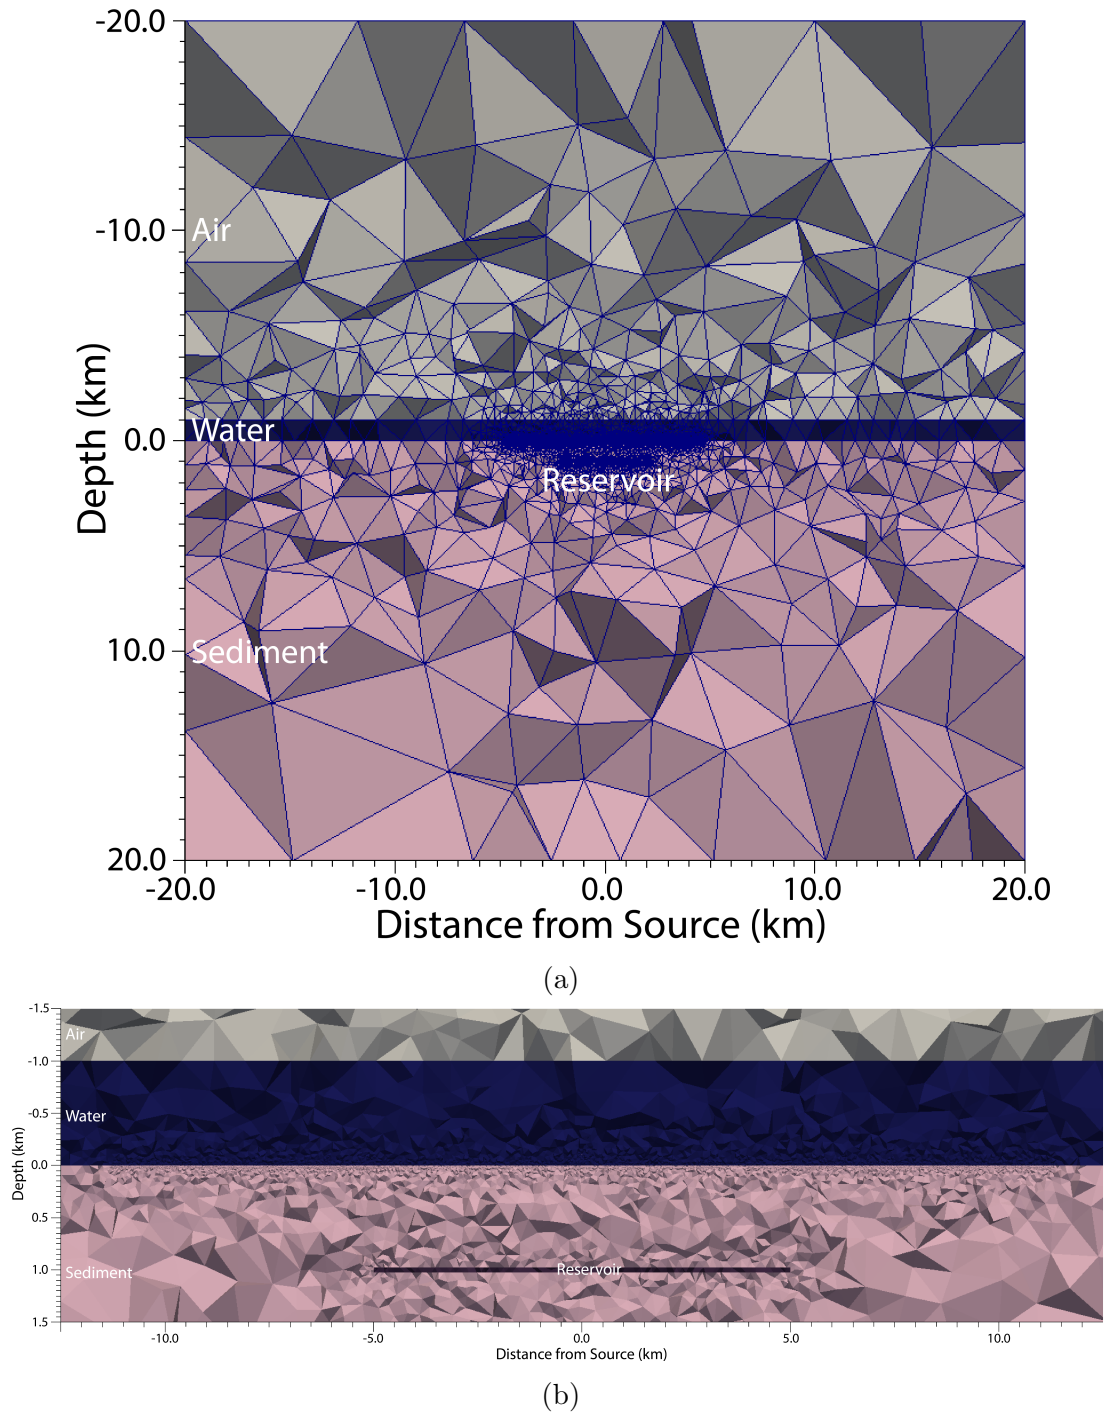 -20.0
-10.0
0.0
10.0
20.0
Depth (km)
Air
Water
Reservoir
Sediment
-20.0 -10.0 0.0 10.0 20.0
Distance from Source (km)
(a)
-1.5
-1.0
-0.5
0.0
0.5
1.0
1.5
Depth (km)
Air
Water
Sediment
Reservoir
-10.0 -5.0 0.0 5.0 10.0
Distance from Source (km)
(b)